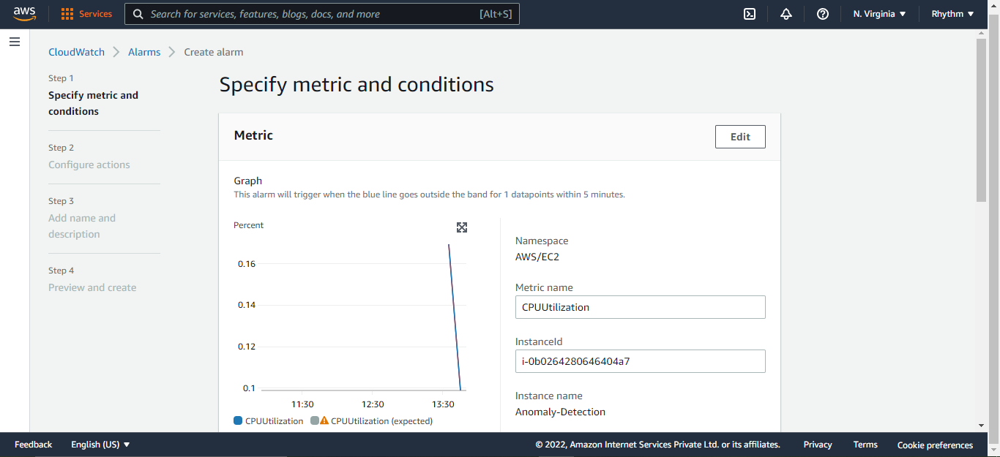 aws
Services
Search for services, features, blogs, docs, and more
[Alt+S]
N. Virginia
Rhythm
CloudWatch
Alarms
Create alarm
Step 1
Specify metric and
conditions
Step 2
Configure actions
Step 3
Add name and
description
Step 4
Preview and create
Specify metric and conditions
Metric
Edit
Graph
This alarm will trigger when the blue line goes outside the band for 1 datapoints within 5 minutes.
Percent
0.16
0.14
0.12
0.1
11:30 12:30 13:30
CPUUtilization CPUUtilization (expected)
Namespace
AWS/EC2
Metric name
CPUUtilization
InstanceId
i-0b0264280646404a7
Instance name
Anomaly-Detection
Feedback
English (US)
© 2022, Amazon Internet Services Private Ltd. or its affiliates.
Privacy
Terms
Cookie preferences